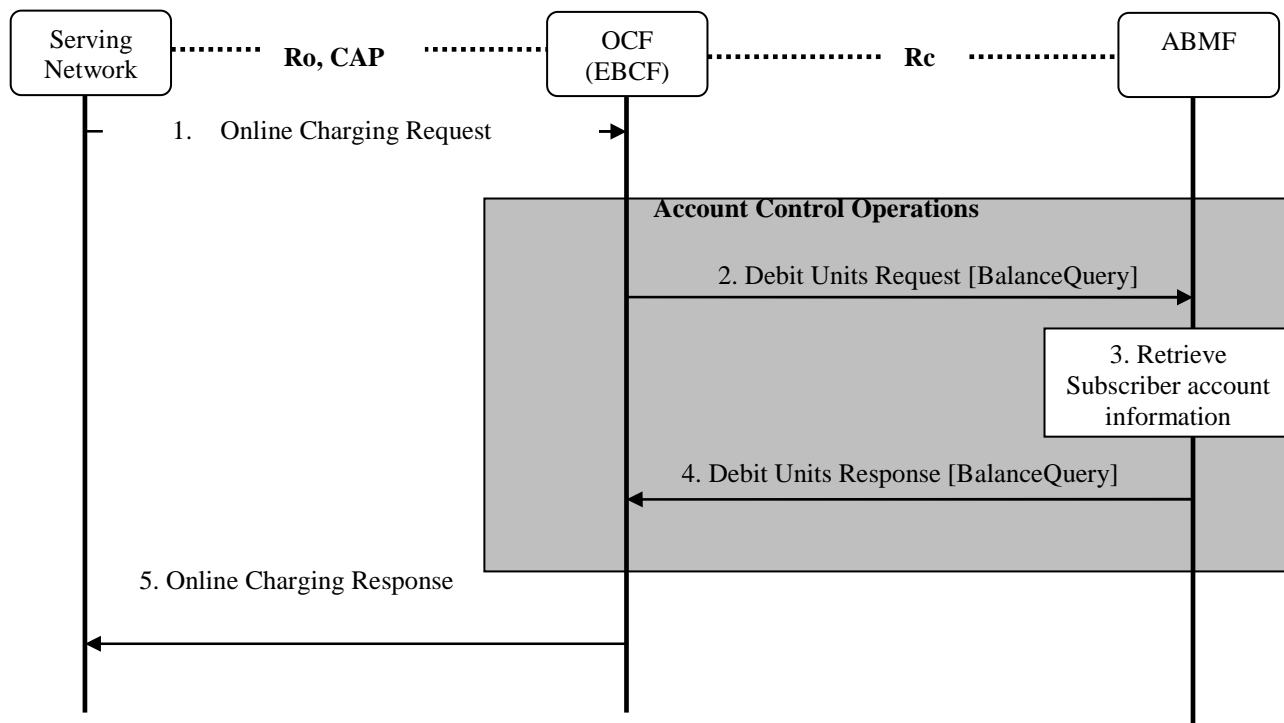 Serving
Network
Ro, CAP
OCF
(EBCF)
Rc
ABMF
1. Online Charging Request
Account Control Operations
2. Debit Units Request [BalanceQuery]
3. Retrieve
Subscriber account
information
4. Debit Units Response [BalanceQuery]
5. Online Charging Response